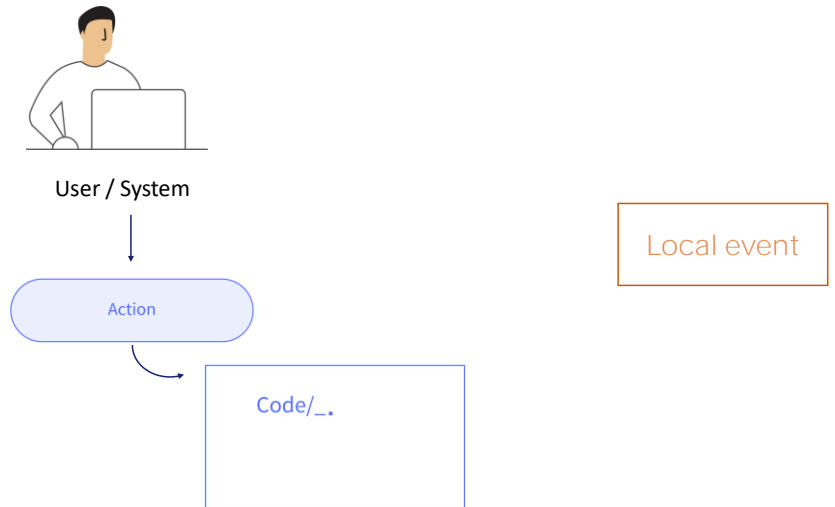 User / System
Local event
Action
Code/_.